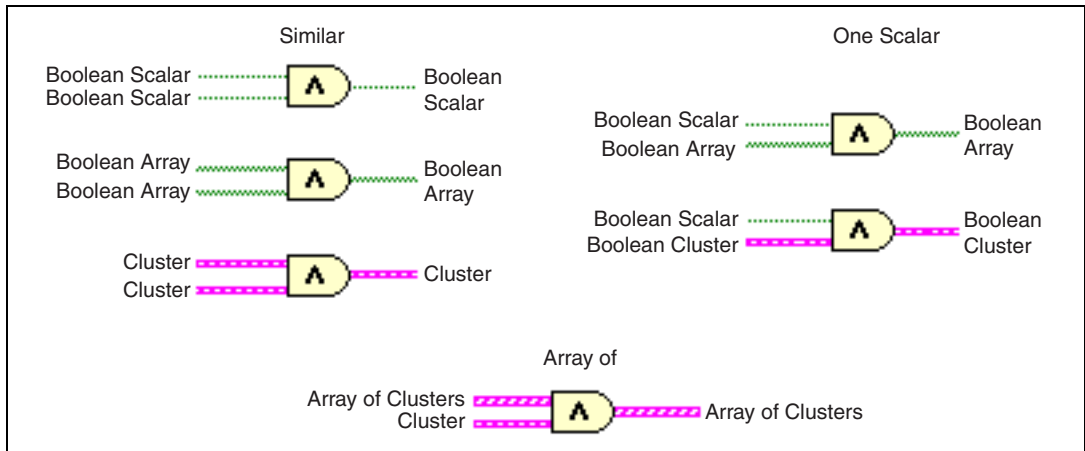 Similar
Boolean Scalar
Boolean Scalar
Boolean
Scalar
Boolean Array
Boolean Array
Boolean
Array
Cluster
Cluster
Cluster
One Scalar
Boolean Scalar
Boolean Array
Boolean
Array
Boolean Scalar
Boolean Cluster
Boolean
Cluster
Array of
Array of Clusters
Cluster
Array of Clusters